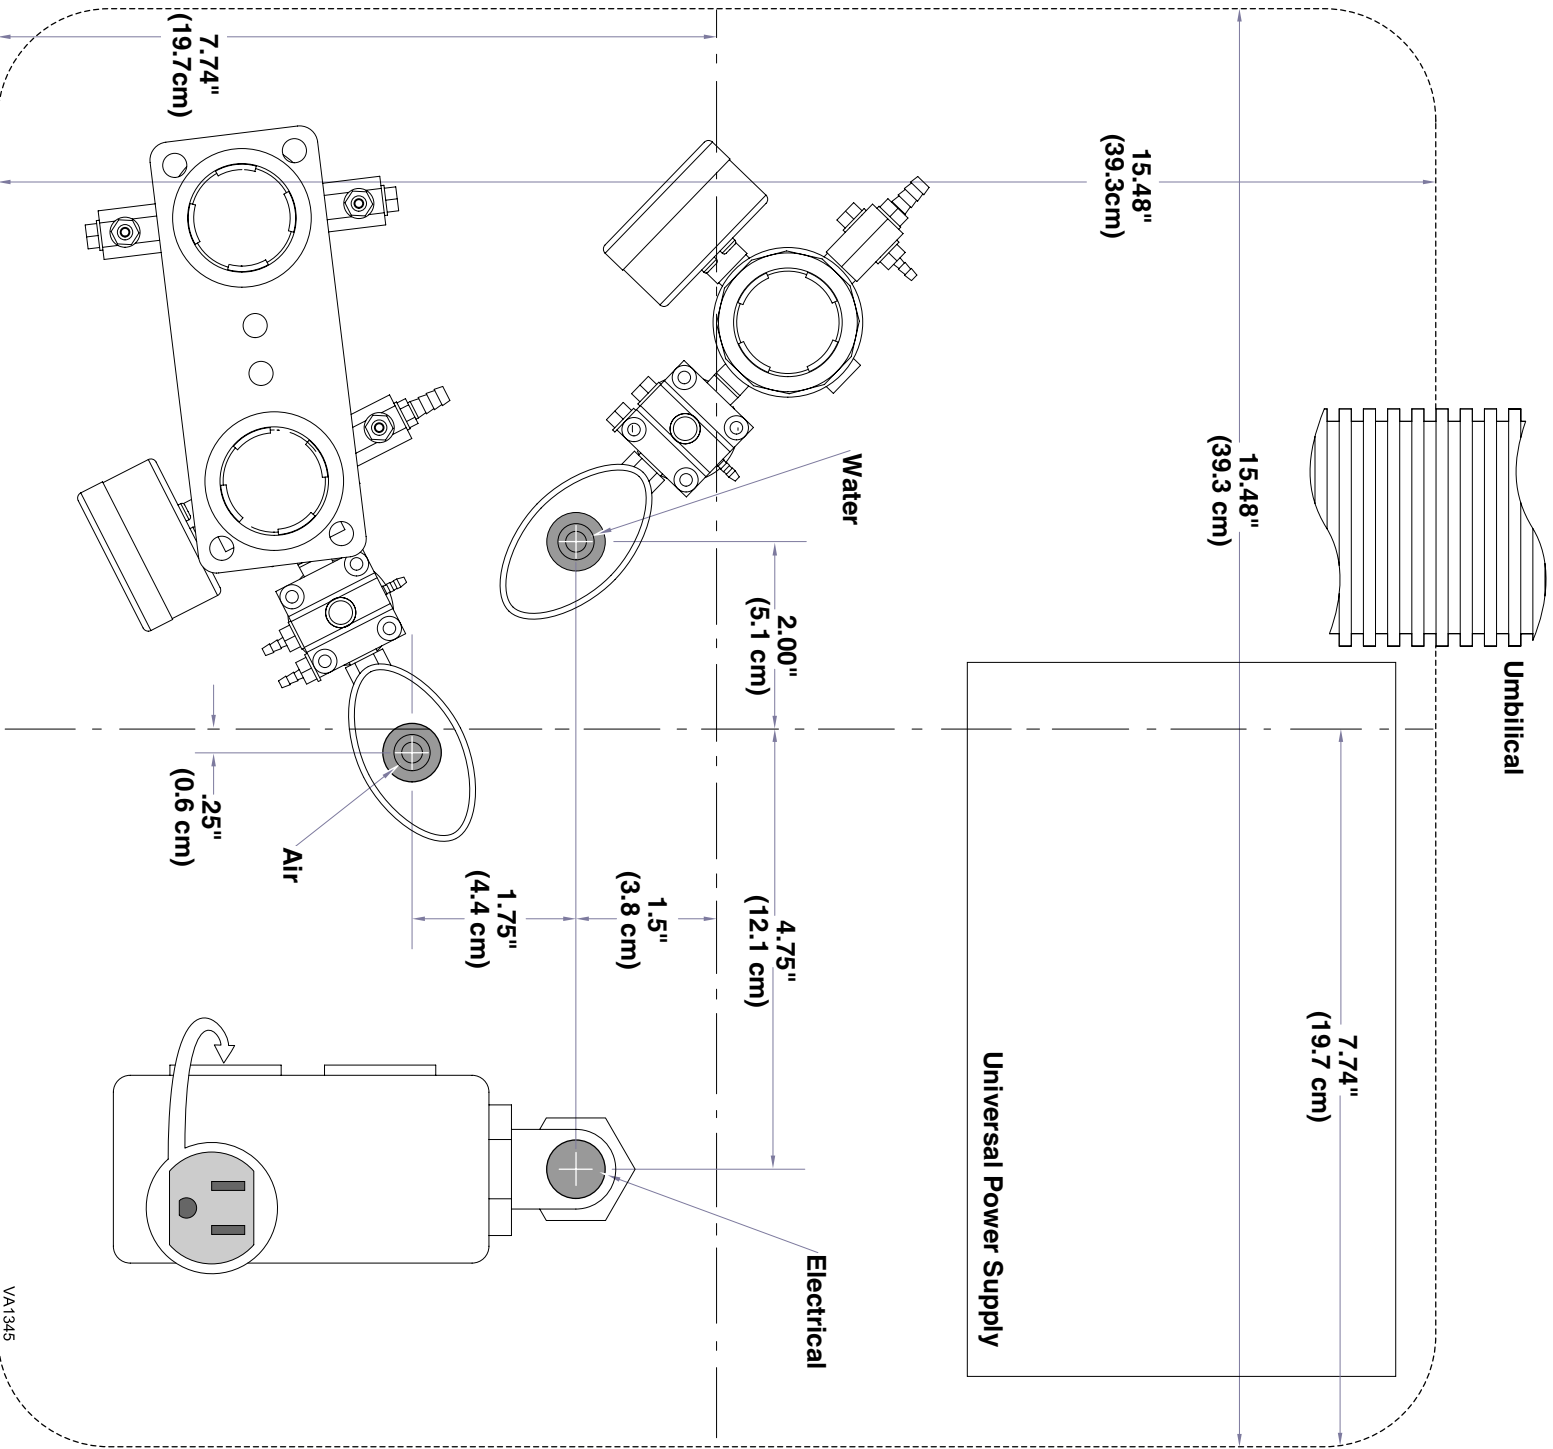 Umbilical
15.48"
(39.3 cm)
7.74"
(19.7 cm)
15.48"
(39.3cm)
Universal Power Supply
Water
2.00"
(5.1 cm)
4.75"
(12.1 cm)
Electrical
1.5"
(3.8 cm)
1.75"
(4.4 cm)
Air
7.74"
(19.7cm)
.25"
(0.6 cm)
VA1345